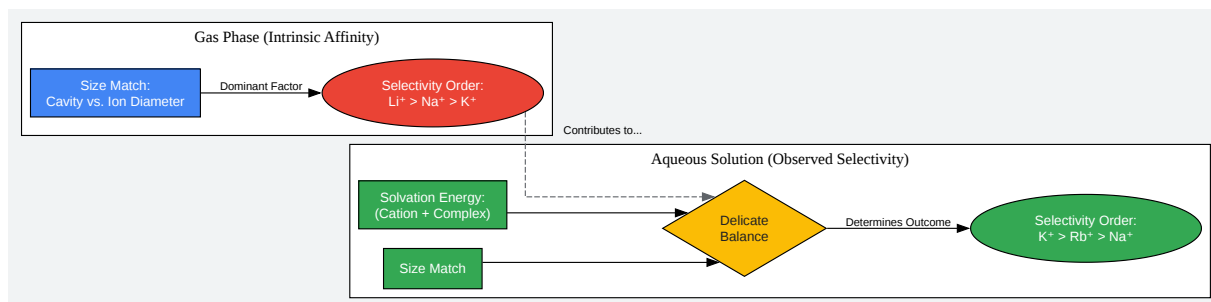 Gas Phase (Intrinsic Affinity)
Size Match:
Cavity vs. Ion Diameter
Dominant Factor
Selectivity Order:
Li⁺ > Na⁺ > K⁺
Contributes to...
Aqueous Solution (Observed Selectivity)
Solvation Energy:
(Cation + Complex)
Size Match
Delicate
Balance
Determines Outcome
Selectivity Order:
K⁺ > Rb⁺ > Na⁺